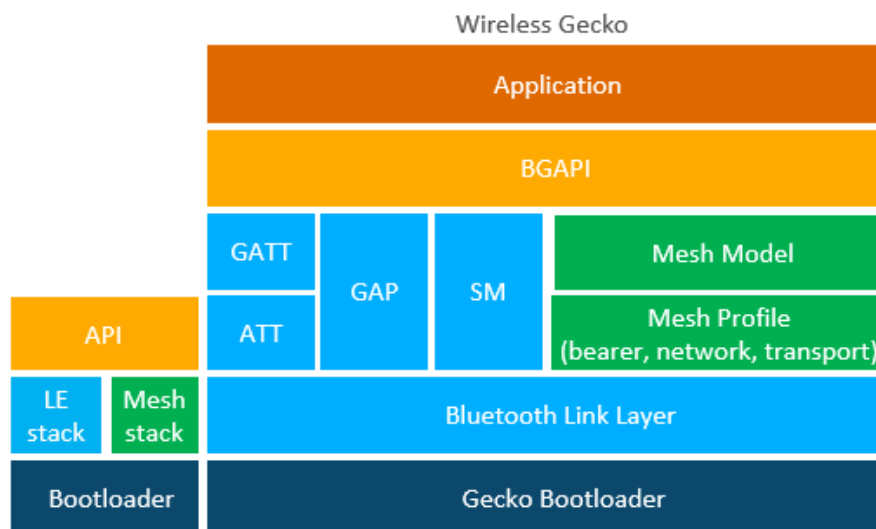 Wireless Gecko
Application
BGAPI
GATT
GAP
SM
Mesh Model
API
ATT
Mesh Profile
(bearer, network, transport)
LE
stack
Mesh
stack
Bluetooth Link Layer
Bootloader
Gecko Bootloader